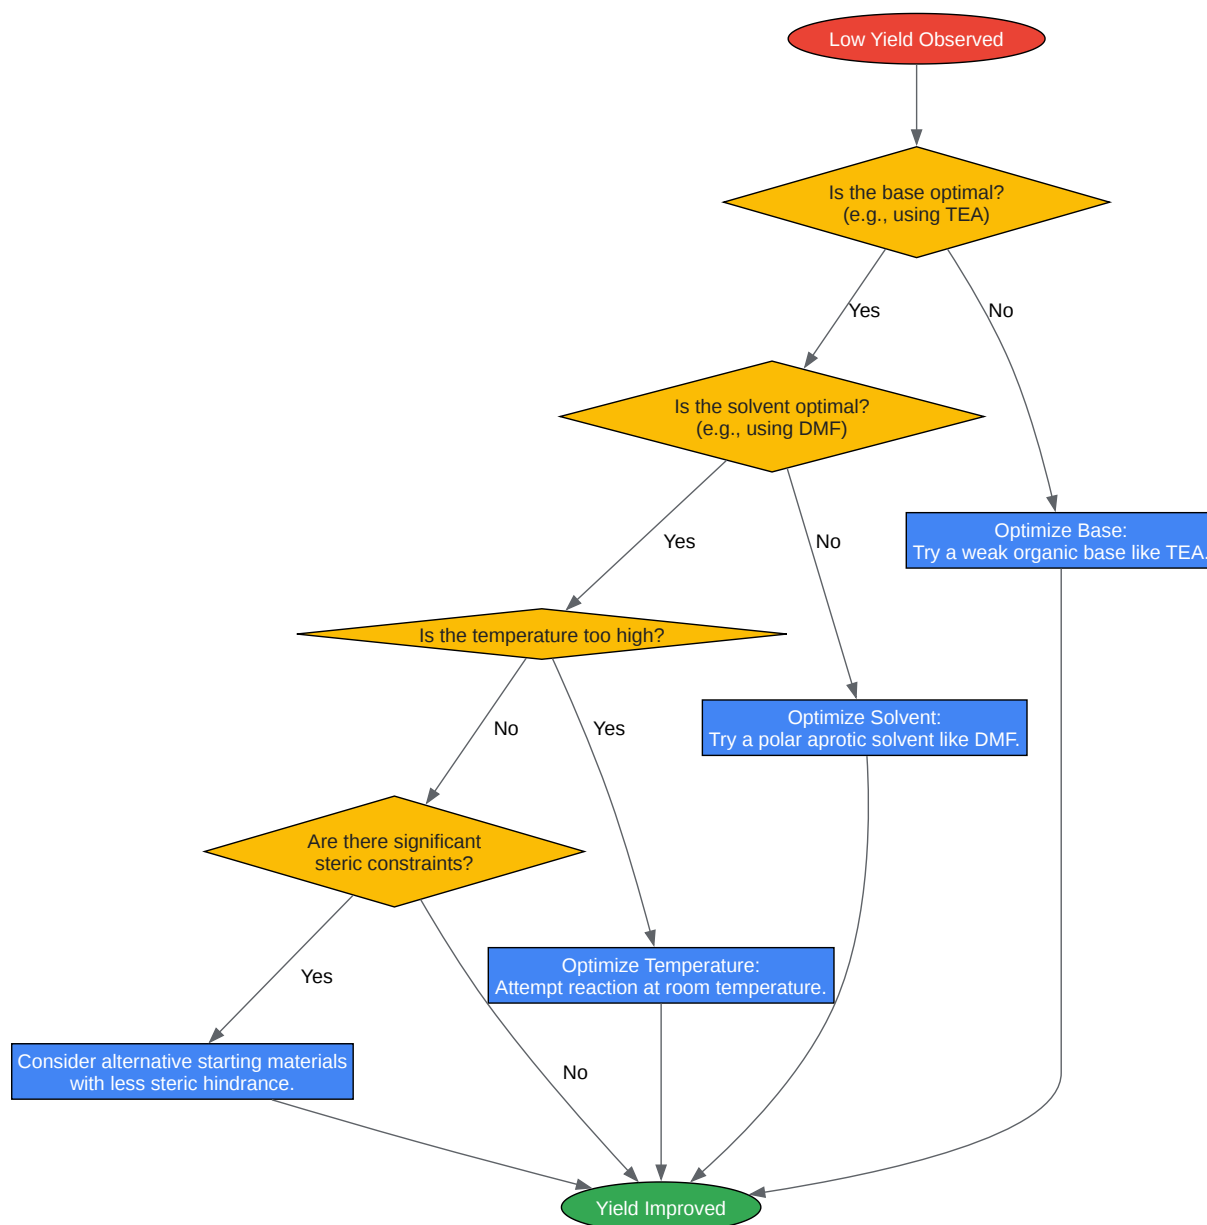 Low Yield Observed
Is the base optimal?
(e.g., using TEA)
Yes
No
Is the solvent optimal?
(e.g., using DMF)
Yes
No
Optimize Base:
Try a weak organic base like TEA.
Is the temperature too high?
No
Yes
Optimize Solvent:
Try a polar aprotic solvent like DMF.
Are there significant
steric constraints?
Yes
No
Optimize Temperature:
Attempt reaction at room temperature.
Consider alternative starting materials
with less steric hindrance.
Yield Improved